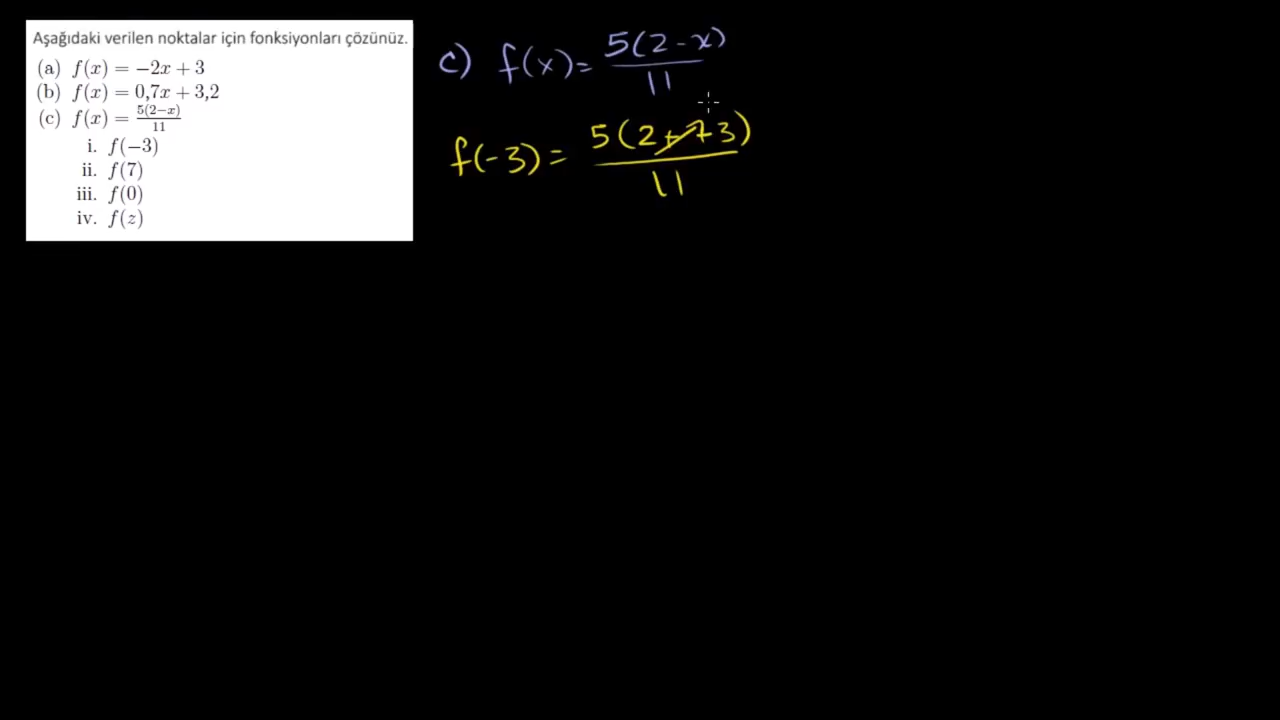 Aşağıdaki verilen noktalar için fonksiyonları çözünüz.
(a) f(x) = −2x + 3
(b) f(x) = 0,7x + 3,2
(c) f(x) = 5(2−x)/11
i. f(−3)
ii. f(7)
iii. f(0)
iv. f(z)
c) f(x) = 5(2-x)/11
f(-3) = 5(2+3)/11